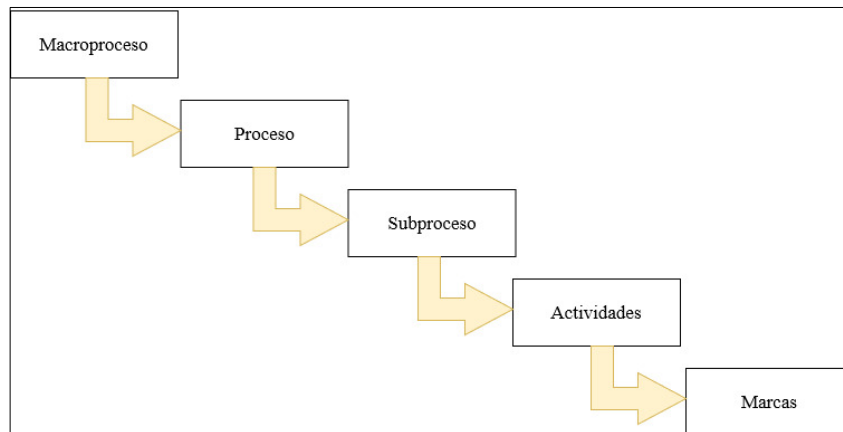 Macroproceso
Proceso
Subproceso
Actividades
Marcas